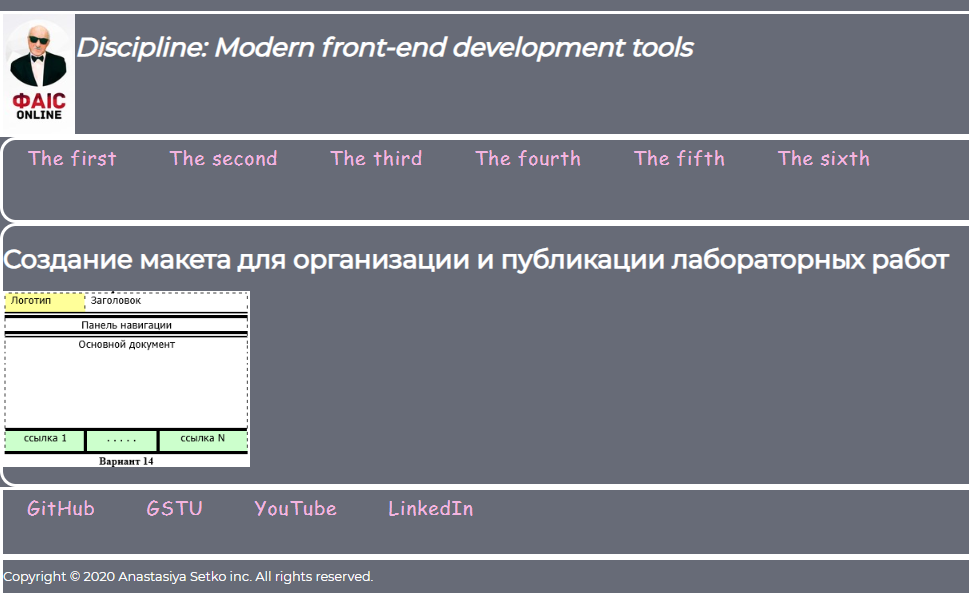 Discipline: Modern front-end development tools
ФАІС
ONLINE
The first The second The third The fourth The fifth The sixth
Создание макета для организации и публикации лабораторных работ
Логотип Заголовок
Панель навигации
Основной документ
ссылка 1 . . . . . ссылка N
Вариант 14
GitHub GSTU YouTube LinkedIn
Copyright © 2020 Anastasiya Setko inc. All rights reserved.